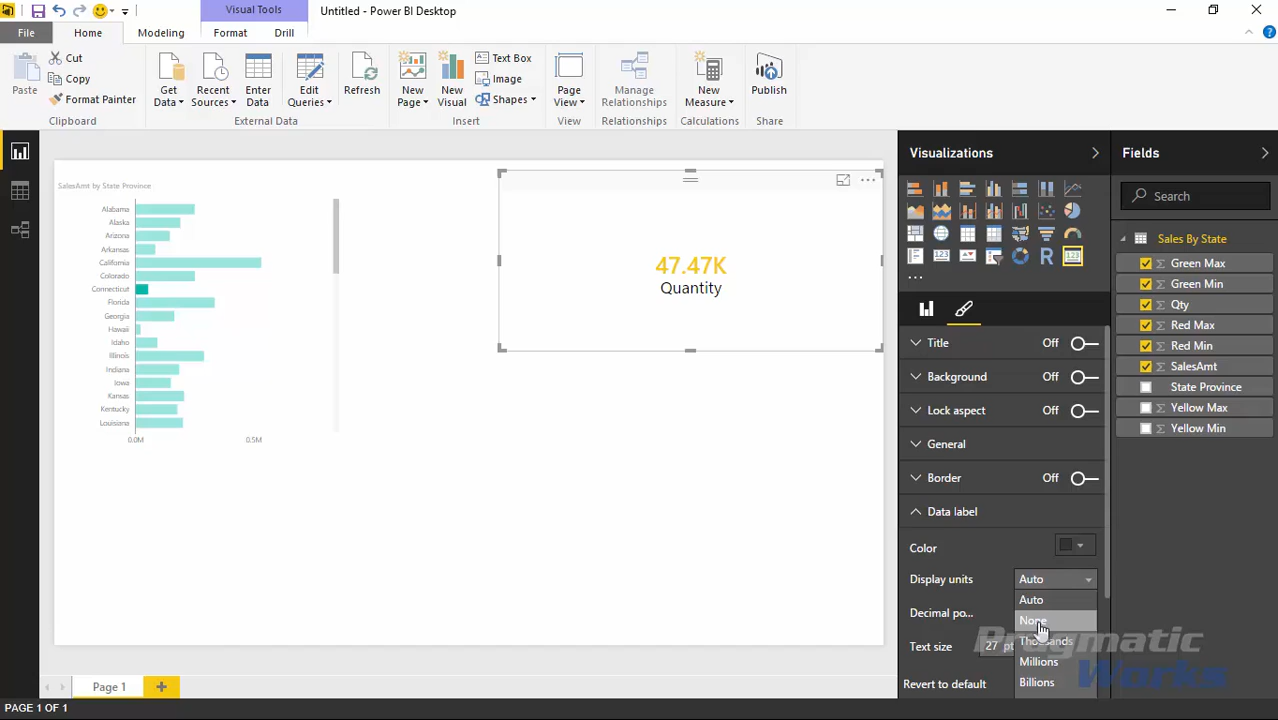 Visual Tools
Untitled - Power BI Desktop
File
Home
Modeling
Format
Drill
Paste
Cut
Copy
Format Painter
Clipboard
Get Data
Recent Sources
Enter Data
External Data
Edit Queries
Refresh
New Page
New Visual
Text Box
Image
Shapes
Insert
Page View
View
Manage Relationships
Relationships
New Measure
Calculations
Publish
Share
SalesAmt by State Province
Alabama
Alaska
Arizona
Arkansas
California
Colorado
Connecticut
Florida
Georgia
Hawaii
Idaho
Illinois
Indiana
Iowa
Kansas
Kentucky
Louisiana
0.0M
0.5M
47.47K
Quantity
Visualizations
Title Off
Background Off
Lock aspect Off
General
Border Off
Data label
Color
Display units Auto
Auto
None
Thousands
Millions
Billions
Decimal po...
Text size 27 pt
Revert to default
Fields
Search
Sales By State
Green Max
Green Min
Qty
Red Max
Red Min
SalesAmt
State Province
Yellow Max
Yellow Min
Pragmatic
Works
Page 1
PAGE 1 OF 1